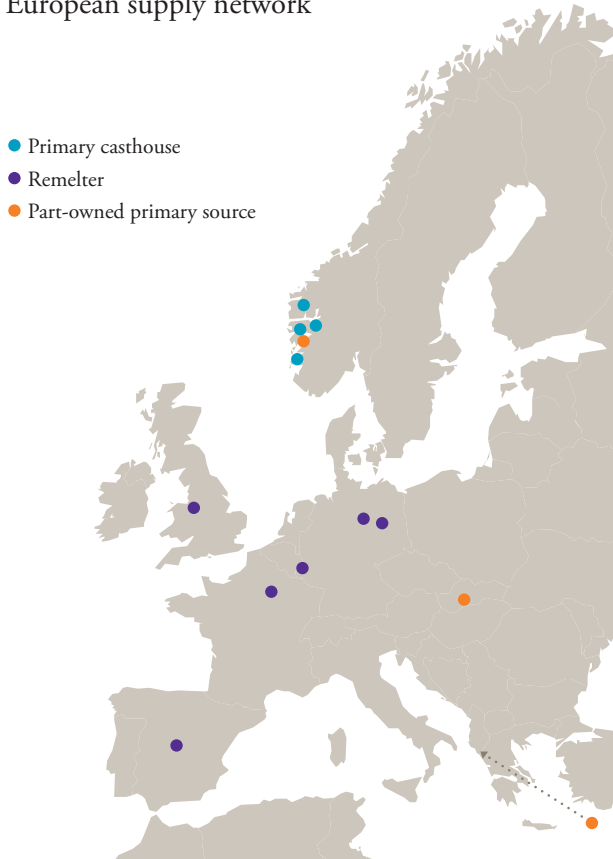 European supply network
Primary casthouse
Remelter
Part-owned primary source